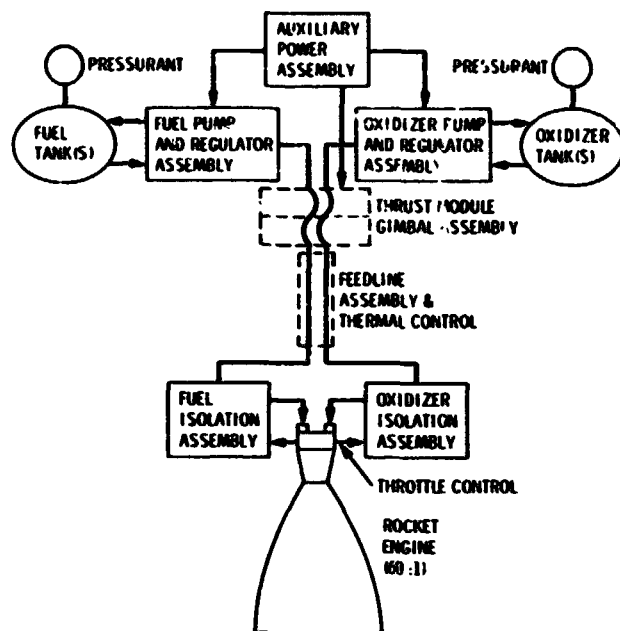 AUXILIARY
POWER
ASSEMBLY
PRESSURANT
PRESSURANT
FUEL
TANK(S)
FUEL PUMP
AND REGULATOR
ASSEMBLY
OXIDIZER PUMP
AND REGULATOR
ASSEMBLY
OXIDIZER
TANK(S)
THRUST MODULE
GIMBAL ASSEMBLY
FEEDLINE
ASSEMBLY &
THERMAL CONTROL
FUEL
ISOLATION
ASSEMBLY
OXIDIZER
ISOLATION
ASSEMBLY
THROTTLE CONTROL
ROCKET
ENGINE
(60:1)